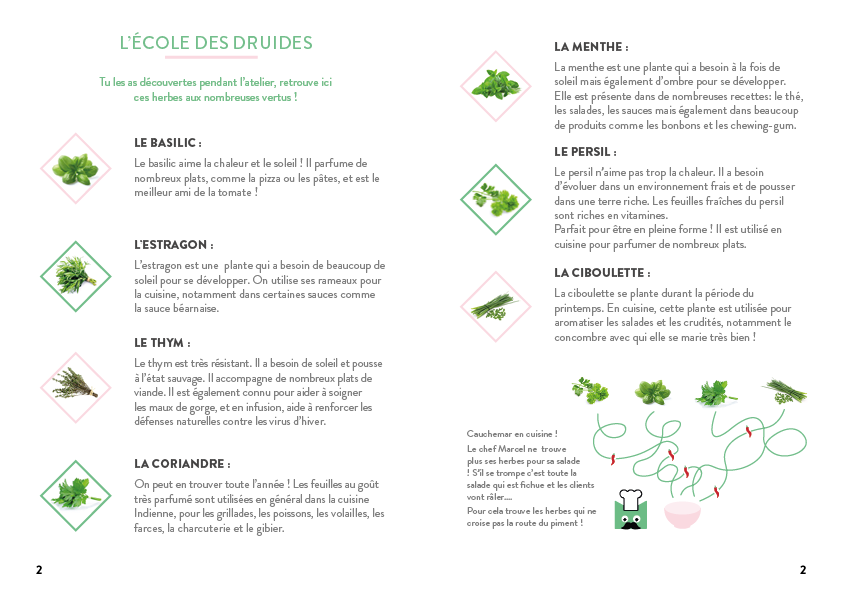 L'ÉCOLE DES DRUIDES
Tu les as découvertes pendant l'atelier, retrouve ici
ces herbes aux nombreuses vertus !
LE BASILIC :
Le basilic aime la chaleur et le soleil ! Il parfume de
nombreux plats, comme la pizza ou les pâtes, et est le
meilleur ami de la tomate !
L'ESTRAGON :
L'estragon est une plante qui a besoin de beaucoup de
soleil pour se développer. On utilise ses rameaux pour
la cuisine, notamment dans certaines sauces comme
la sauce béarnaise.
LE THYM :
Le thym est très résistant. Il a besoin de soleil et pousse
à l'état sauvage. Il accompagne de nombreux plats de
viande. Il est également connu pour aider à soigner
les maux de gorge, et en infusion, aide à renforcer les
défenses naturelles contre les virus d'hiver.
LA CORIANDRE :
On peut en trouver toute l'année ! Les feuilles au goût
très parfumé sont utilisées en général dans la cuisine
Indienne, pour les grillades, les poissons, les volailles, les
farces, la charcuterie et le gibier.
2
LA MENTHE :
La menthe est une plante qui a besoin à la fois de
soleil mais également d'ombre pour se développer.
Elle est présente dans de nombreuses recettes: le thé,
les salades, les sauces mais également dans beaucoup
de produits comme les bonbons et les chewing-gum.
LE PERSIL :
Le persil n'aime pas trop la chaleur. Il a besoin
d'évoluer dans un environnement frais et de pousser
dans une terre riche. Les feuilles fraîches du persil
sont riches en vitamines.
Parfait pour être en pleine forme ! Il est utilisé en
cuisine pour parfumer de nombreux plats.
LA CIBOULETTE :
La ciboulette se plante durant la période du
printemps. En cuisine, cette plante est utilisée pour
aromatiser les salades et les crudités, notamment le
concombre avec qui elle se marie très bien !
Cauchemar en cuisine !
Le chef Marcel ne trouve
plus ses herbes pour sa salade
! S'il se trompe c'est toute la
salade qui est fichue et les clients
vont râler....
Pour cela trouve les herbes qui ne
croise pas la route du piment !
2